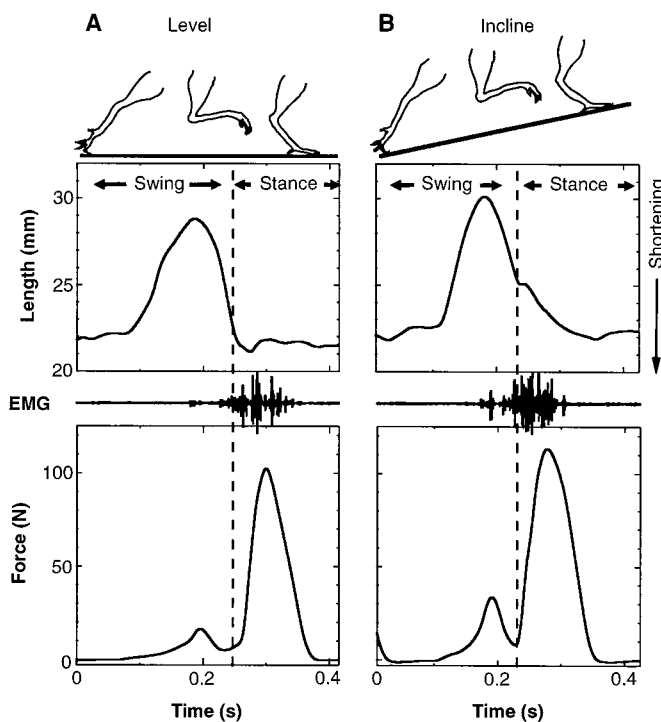 A Level
B Incline
Swing Stance
Swing Stance
Length (mm)
30
25
20
Shortening
EMG
Force (N)
100
50
0
0 0.2 0.4
0 0.2 0.4
Time (s)
Time (s)